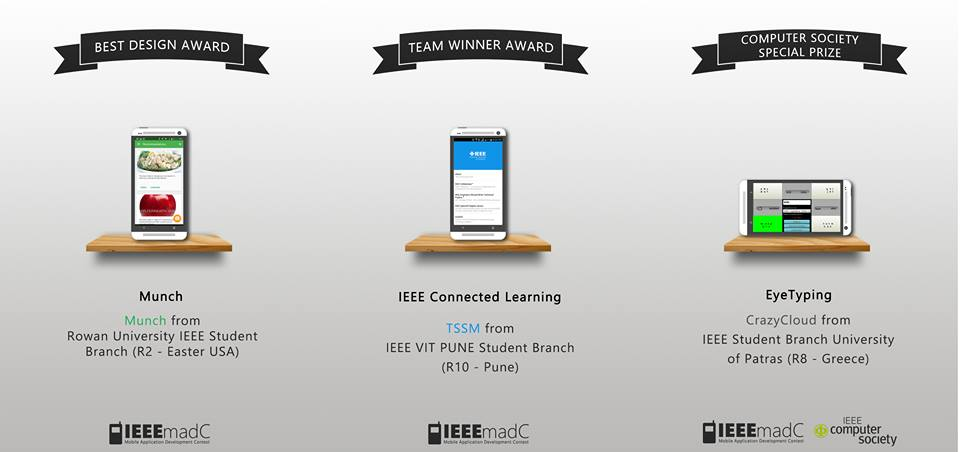 BEST DESIGN AWARD
Munch
Munch from
Rowan University IEEE Student
Branch (R2 - Easter USA)
IEEEmadC
Mobile Application Development Contest
TEAM WINNER AWARD
IEEE
IEEE Connected Learning
TSSM from
IEEE VIT PUNE Student Branch
(R10 - Pune)
IEEEmadC
Mobile Application Development Contest
COMPUTER SOCIETY
SPECIAL PRIZE
EyeTyping
CrazyCloud from
IEEE Student Branch University
of Patras (R8 - Greece)
IEEEmadC
Mobile Application Development Contest
IEEE
computer
society